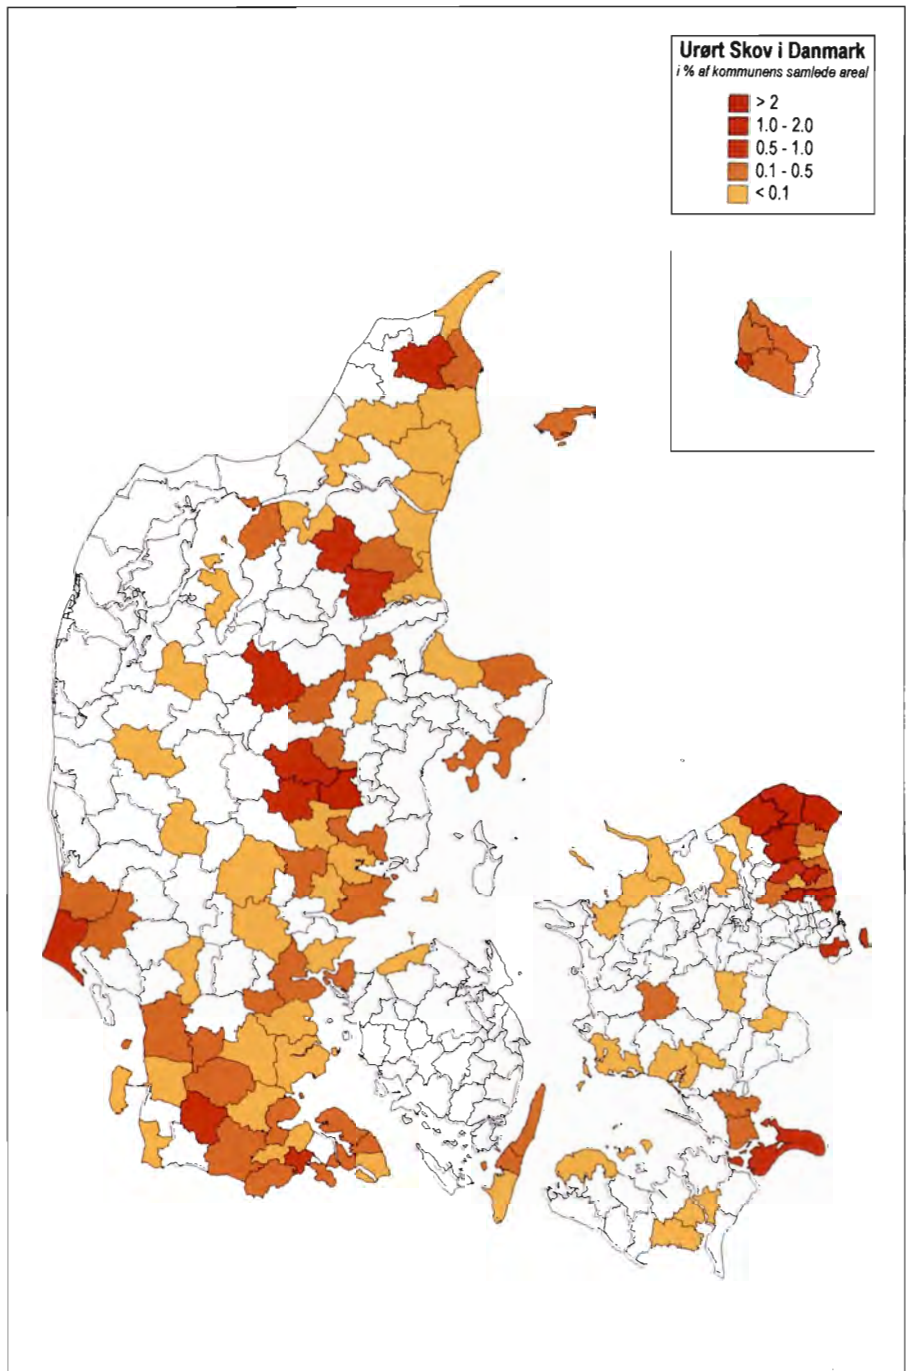 Urørt Skov i Danmark
i % af kommunens samlede areal
> 2
1.0 - 2.0
0.5 - 1.0
0.1 - 0.5
< 0.1